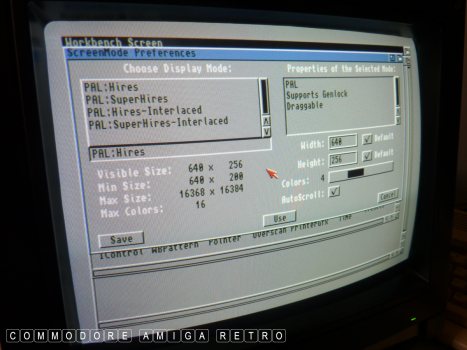 Workbench Screen
ScreenMode Preferences
Choose Display Mode:
PAL:Hires
PAL:SuperHires
PAL:Hires-Interlaced
PAL:SuperHires-Interlaced
PAL:Hires
Visible Size: 640 x 256
Min Size: 640 x 200
Max Size: 16368 x 16384
Max Colors: 16
Properties of the Selected Mode:
PAL
Supports Genlock
Draggable
Width: 640 Default
Height: 256 Default
Colors: 4
AutoScroll:
Save
Use
Cancel
IControl WBPattern Pointer Overscan PrinterGfx Time
COMMODORE AMIGA RETRO